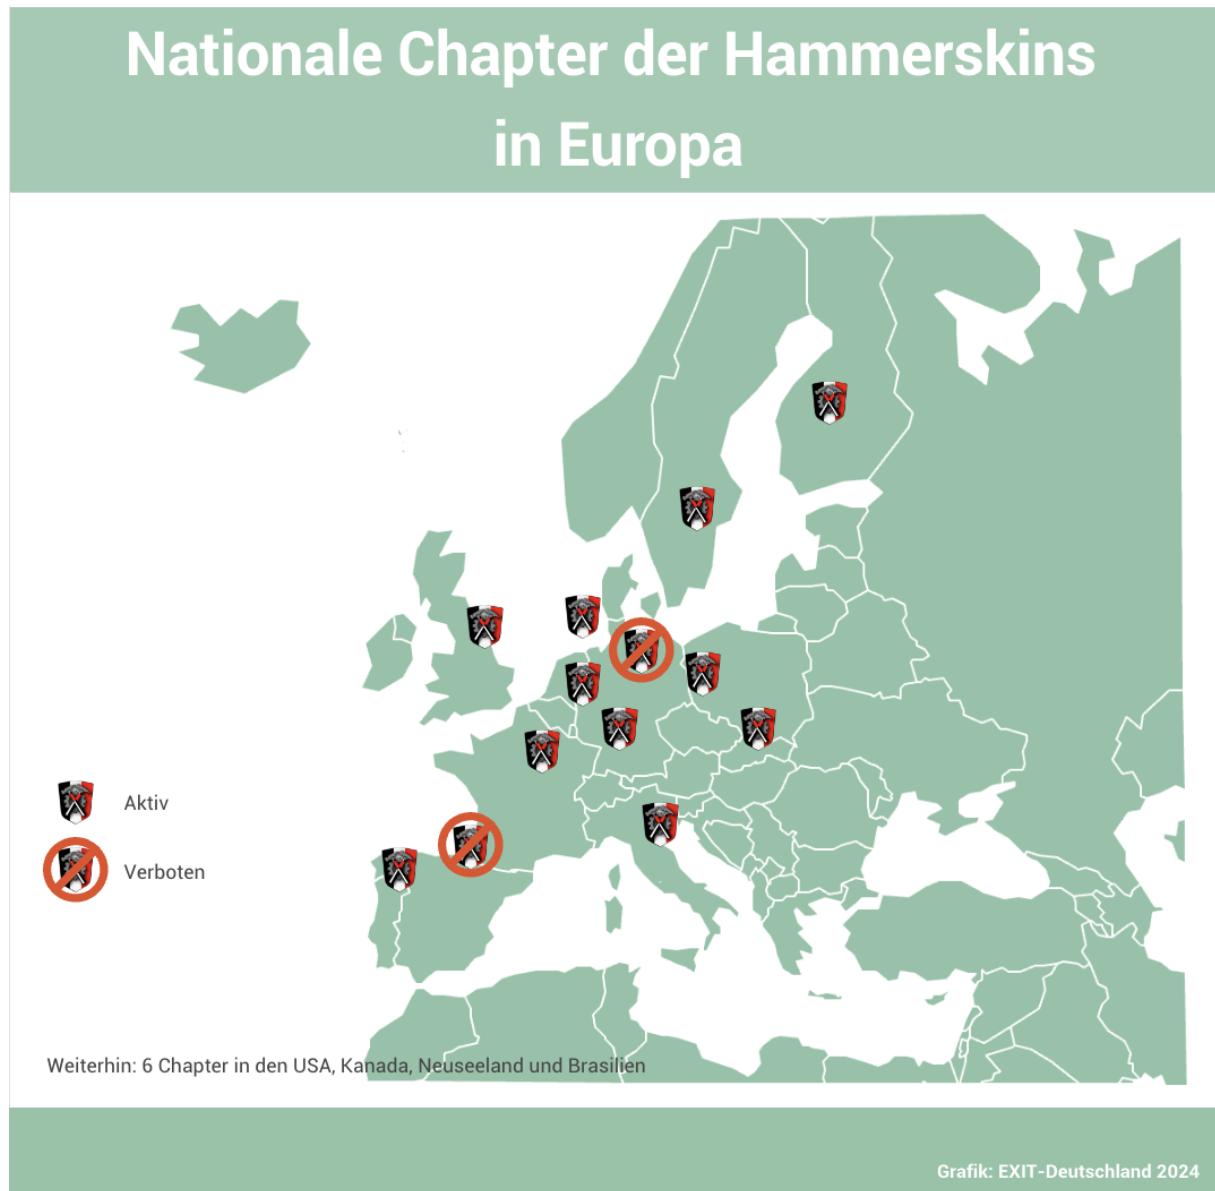 Nationale Chapter der Hammerskins
in Europa
Aktiv
Verboten
Weiterhin: 6 Chapter in den USA, Kanada, Neuseeland und Brasilien
Grafik: EXIT-Deutschland 2024